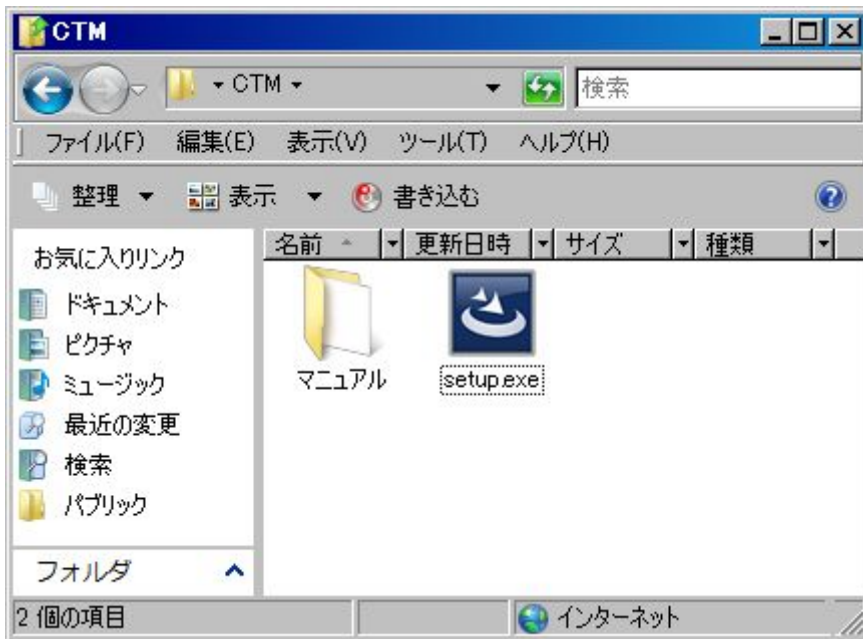 CTM
CTM
検索
ファイル(F) 編集(E) 表示(V) ツール(T) ヘルプ(H)
整理 表示 書き込む
お気に入りリンク
ドキュメント
ピクチャ
ミュージック
最近の変更
検索
パブリック
フォルダ
名前 更新日時 サイズ 種類
マニュアル setup.exe
2 個の項目 インターネット